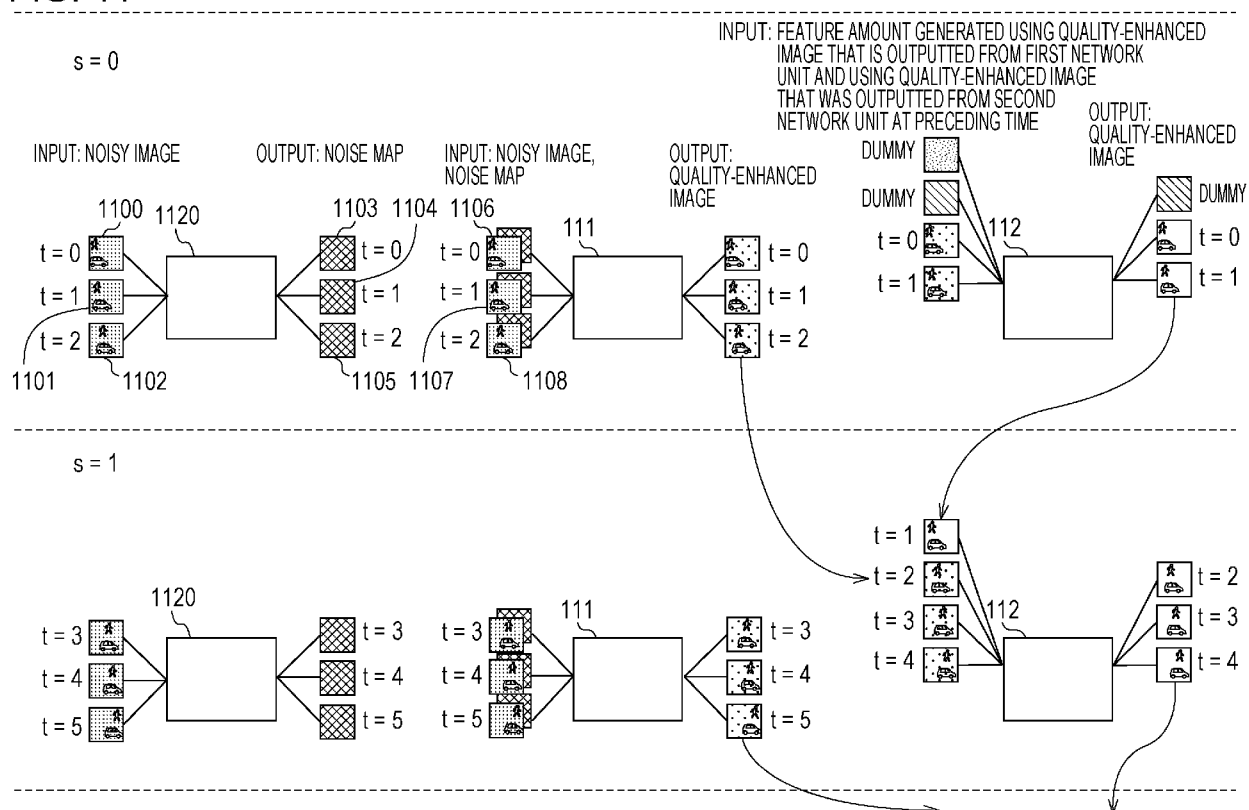 s = 0
INPUT: FEATURE AMOUNT GENERATED USING QUALITY-ENHANCED
IMAGE THAT IS OUTPUTTED FROM FIRST NETWORK
UNIT AND USING QUALITY-ENHANCED IMAGE
THAT WAS OUTPUTTED FROM SECOND
NETWORK UNIT AT PRECEDING TIME
INPUT: NOISY IMAGE
OUTPUT: NOISE MAP
INPUT: NOISY IMAGE,
NOISE MAP
OUTPUT:
QUALITY-ENHANCED
IMAGE
OUTPUT:
QUALITY-ENHANCED
IMAGE
DUMMY
DUMMY
DUMMY
1100
1120
1103
1104
1106
111
112
t = 0
t = 1
t = 2
t = 0
t = 1
t = 2
t = 0
t = 1
t = 2
t = 0
t = 1
t = 2
t = 0
t = 1
t = 0
t = 1
1101
1102
1105
1107
1108
s = 1
1120
111
112
t = 3
t = 4
t = 5
t = 3
t = 4
t = 5
t = 3
t = 4
t = 5
t = 3
t = 4
t = 5
t = 1
t = 2
t = 3
t = 4
t = 2
t = 3
t = 4